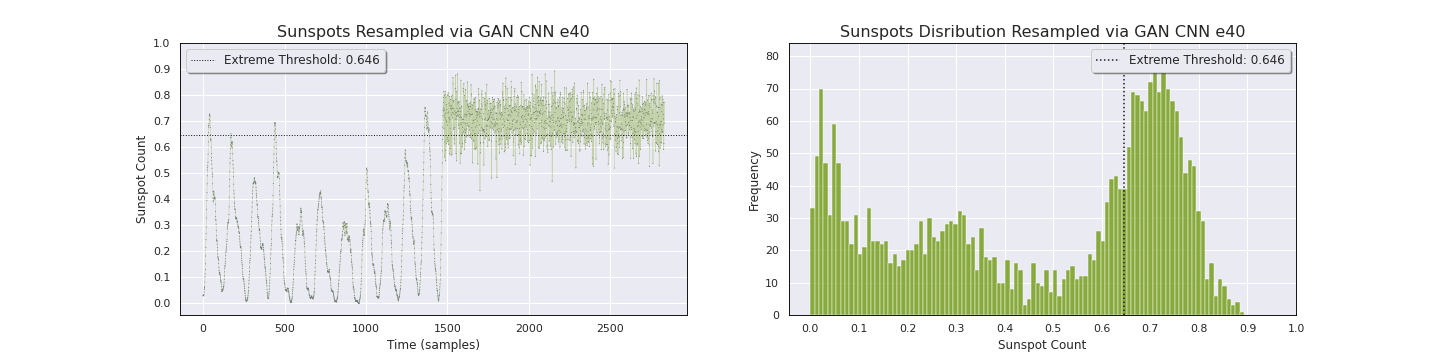 Sunspots Resampled via GAN CNN e40
Extreme Threshold: 0.646
1.0
0.9
0.8
0.7
0.6
0.5
0.4
0.3
0.2
0.1
0.0
Sunspot Count
0 500 1000 1500 2000 2500
Time (samples)
Sunspots Disribution Resampled via GAN CNN e40
Extreme Threshold: 0.646
80
70
60
50
40
30
20
10
0
Frequency
0.0 0.1 0.2 0.3 0.4 0.5 0.6 0.7 0.8 0.9 1.0
Sunspot Count